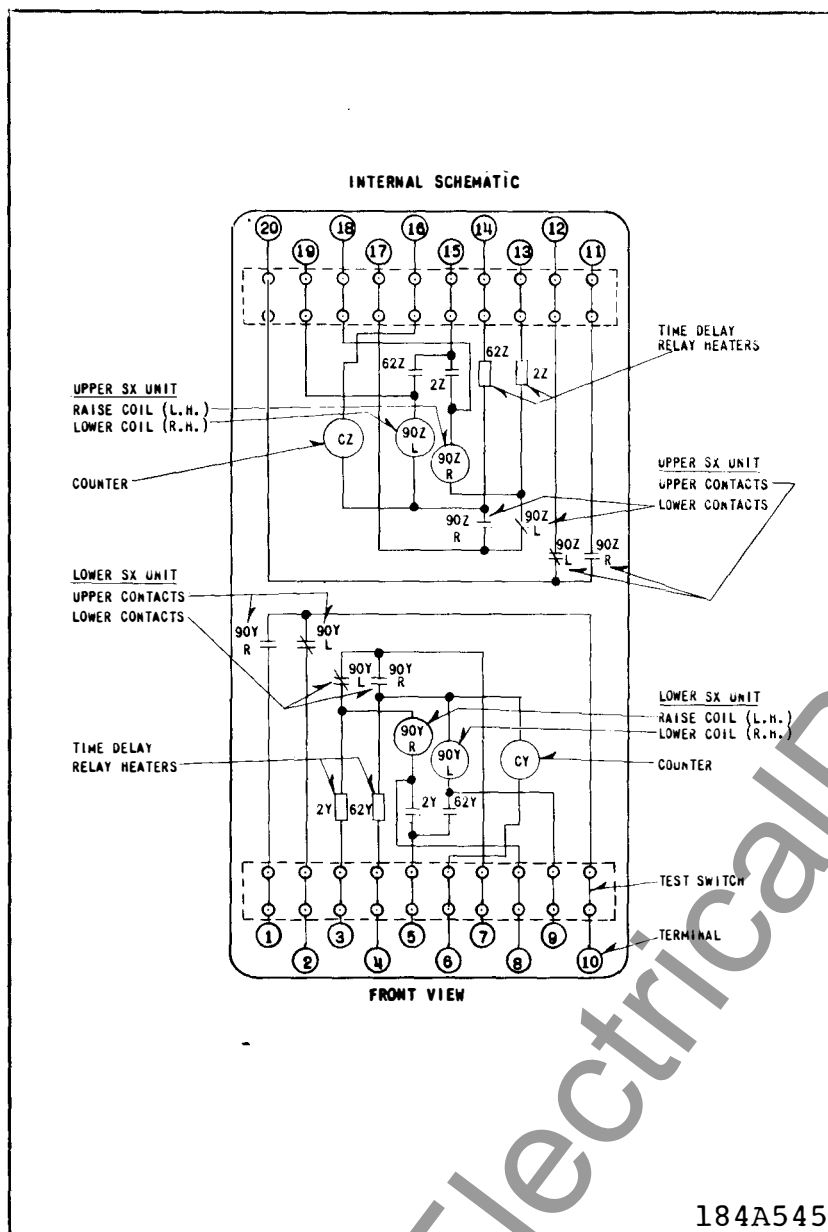 INTERNAL SCHEMATIC
20
18
16
14
12
19
17
15
13
11
TIME DELAY
RELAY HEATERS
62Z
2Z
62Z
2Z
UPPER SX UNIT
RAISE COIL (L.H.)
LOWER COIL (R.H.)
CZ
90Z
L
90Z
R
COUNTER
UPPER SX UNIT
UPPER CONTACTS
LOWER CONTACTS
90Z
R
90Z
L
90Z
L
90Z
R
LOWER SX UNIT
UPPER CONTACTS
LOWER CONTACTS
90Y
R
90Y
L
90Y
L
90Y
R
LOWER SX UNIT
RAISE COIL (L.H.)
LOWER COIL (R.H.)
90Y
R
90Y
L
CY
COUNTER
TIME DELAY
RELAY HEATERS
2Y
62Y
2Y
62Y
TEST SWITCH
1
3
5
7
9
TERMINAL
2
4
6
8
10
FRONT VIEW
Electrical
184A545